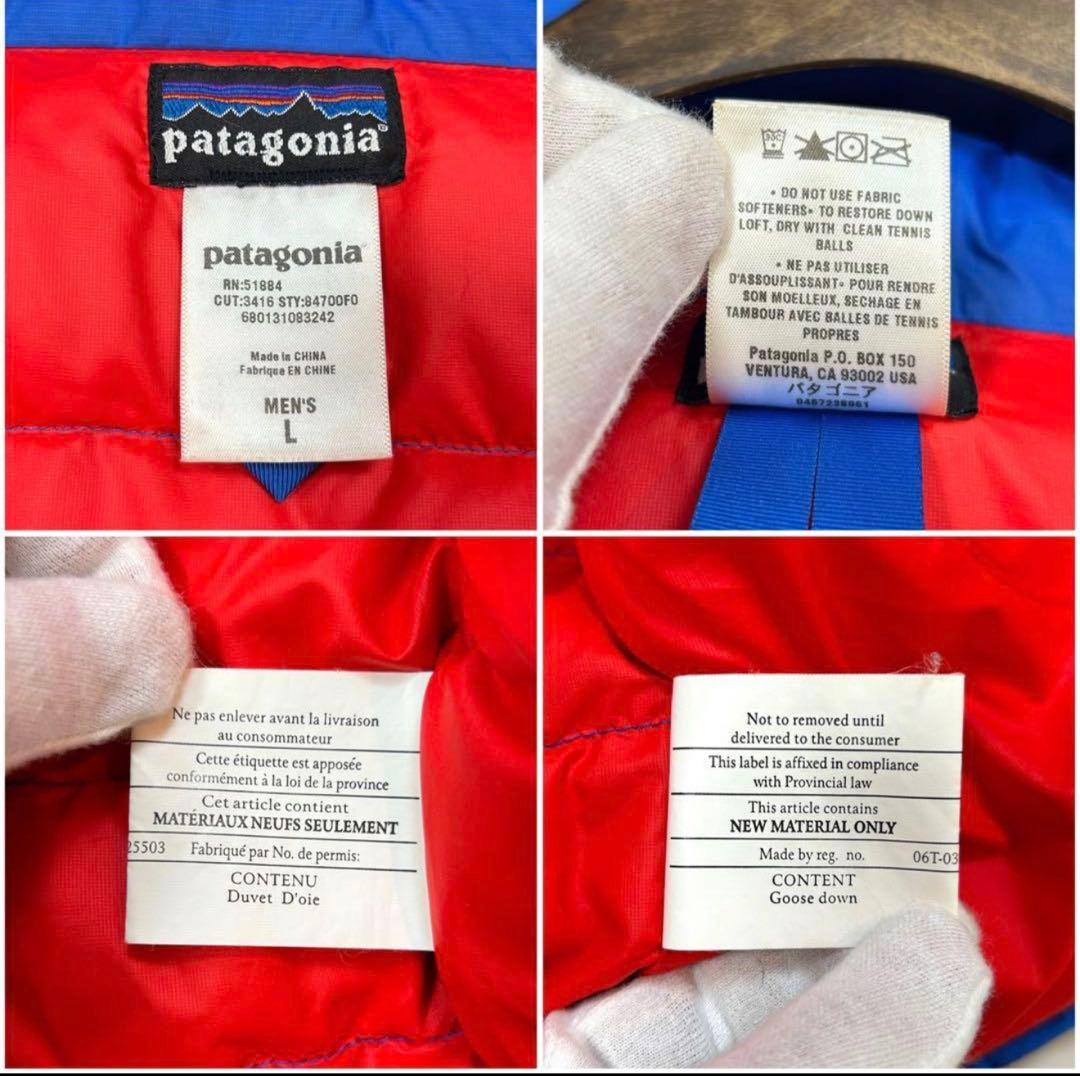 patagonia®
patagonia®
RN:51884
CUT:3416 STY:84700F0
680131083242
Made in CHINA
Fabriqué EN CHINE
MEN'S
L
• DO NOT USE FABRIC
SOFTENERS• TO RESTORE DOWN
LOFT, DRY WITH CLEAN TENNIS
BALLS
• NE PAS UTILISER
D'ASSOUPLISSANT• POUR RENDRE
SON MOELLEUX, SECHAGE EN
TAMBOUR AVEC BALLES DE TENNIS
PROPRES
Patagonia P.O. BOX 150
VENTURA, CA 93002 USA
パタゴニア
Ne pas enlever avant la livraison
au consommateur
Cette étiquette est apposée
conformément à la loi de la province
Cet article contient
MATÉRIAUX NEUFS SEULEMENT
25503 Fabriqué par No. de permis:
CONTENU
Duvet D'oie
Not to removed until
delivered to the consumer
This label is affixed in compliance
with Provincial law
This article contains
NEW MATERIAL ONLY
Made by reg. no. 06T-03
CONTENT
Goose down